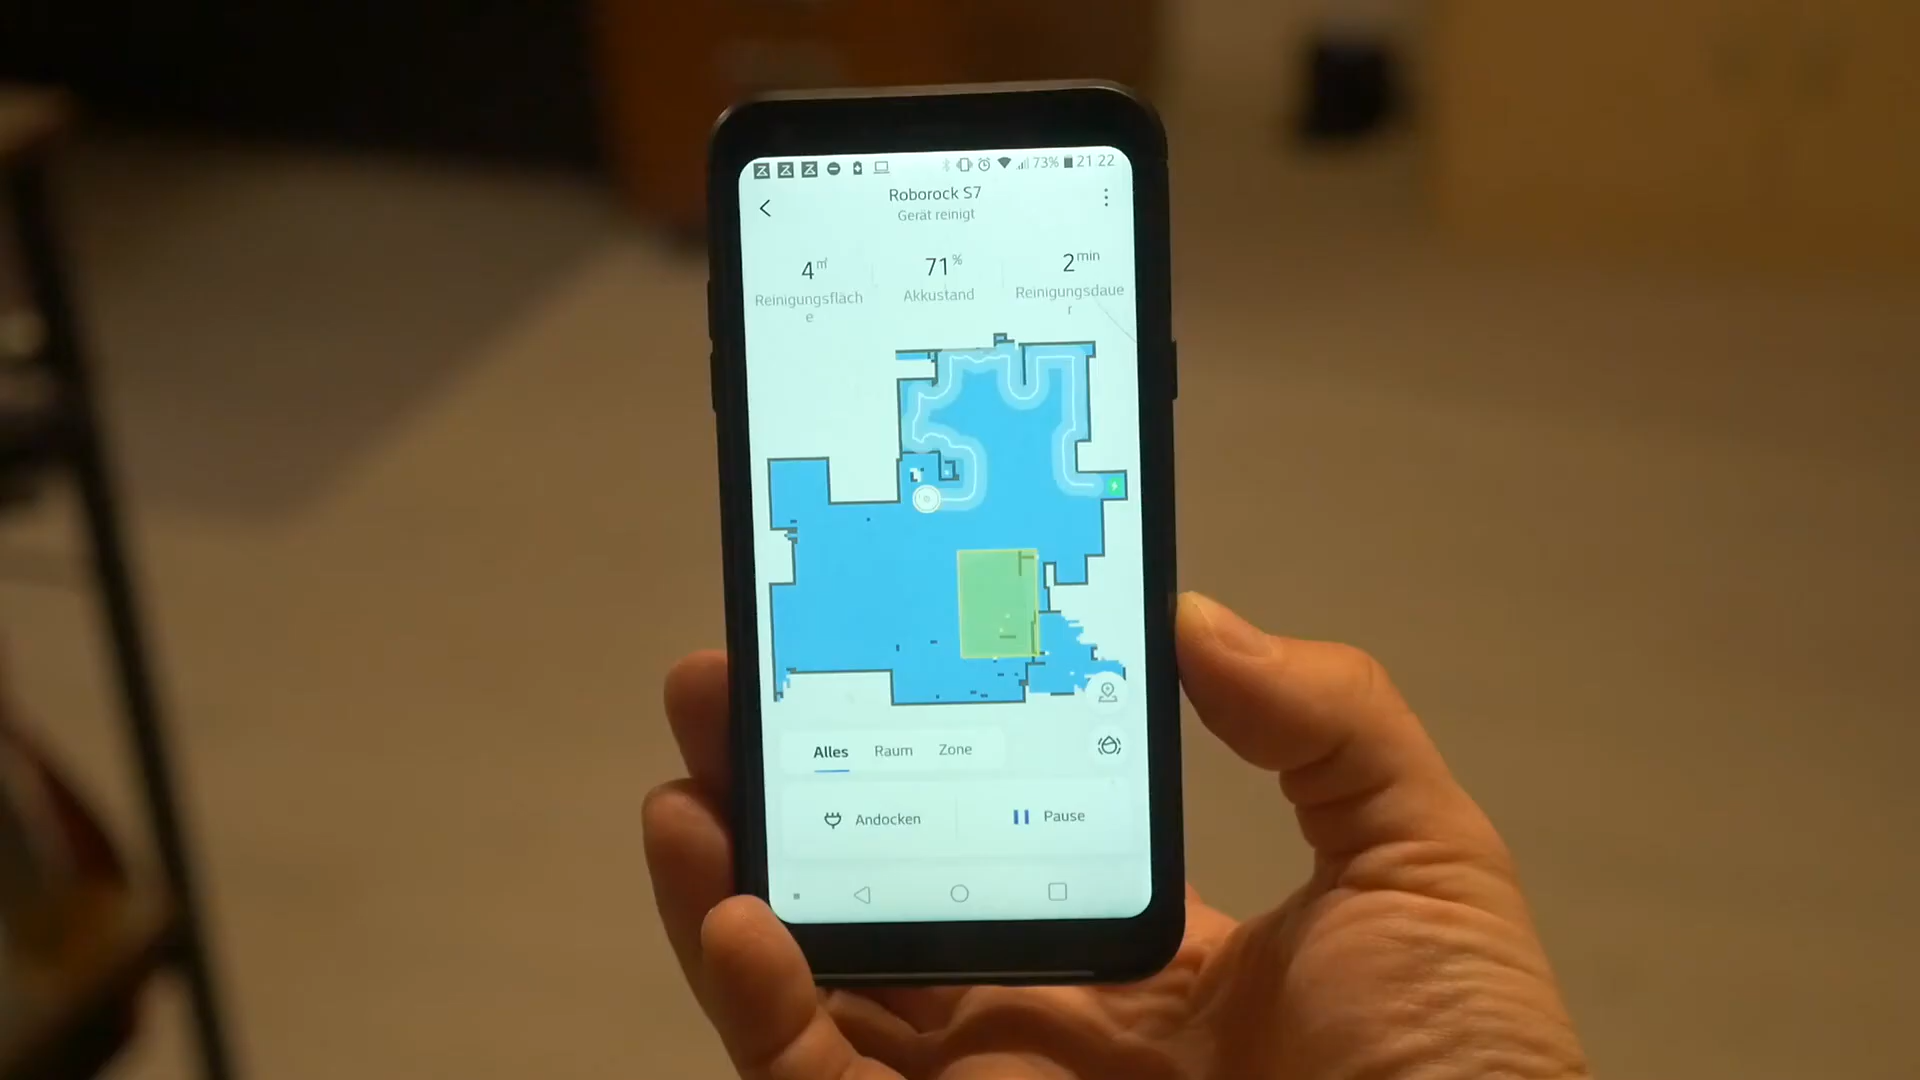 73% 21.22
Roborock S7
Gerät reinigt
4 m² 71 % 2 min
Reinigungsfläch
e
Akkustand
Reinigungsdaue
r
Alles Raum Zone
Andocken Pause